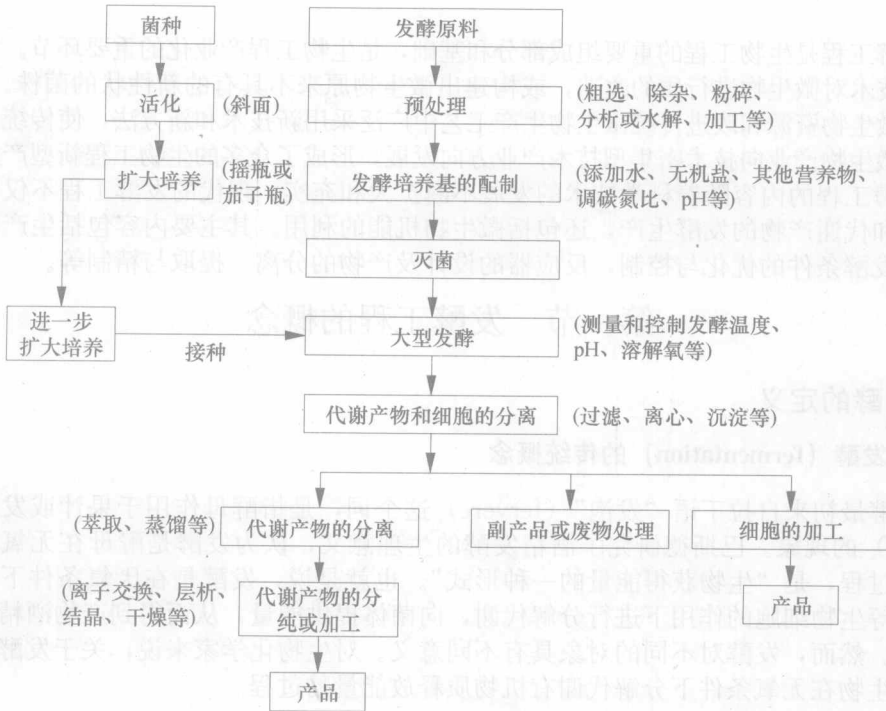 菌种
发酵原料
活化
(斜面)
预处理
(粗选、除杂、粉碎、
分析或水解、加工等)
扩大培养
(摇瓶或
茄子瓶)
发酵培养基的配制
(添加水、无机盐、其他营养物、
调碳氮比、pH等)
灭菌
进一步
扩大培养
接种
大型发酵
(测量和控制发酵温度、
pH、溶解氧等)
代谢产物和细胞的分离
(过滤、离心、沉淀等)
(萃取、蒸馏等)
代谢产物的分离
副产品或废物处理
细胞的加工
(离子交换、层析、
结晶、干燥等)
代谢产物的分
纯或加工
产品
产品